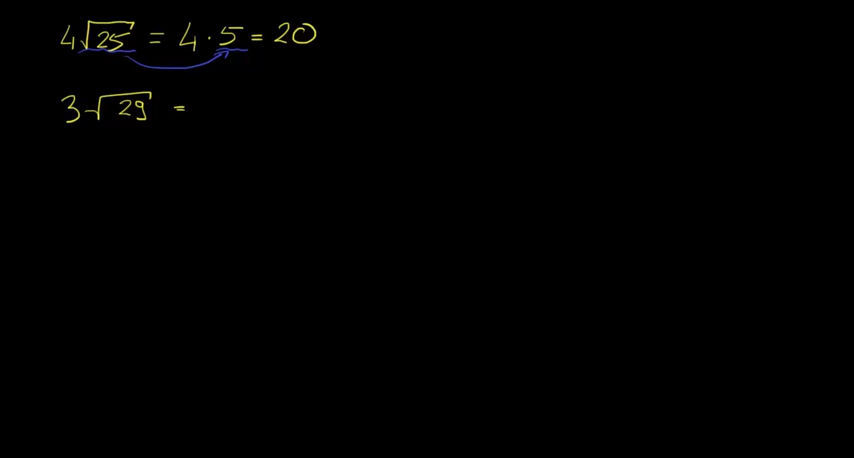 4√25 = 4 · 5 = 20
3√29 =